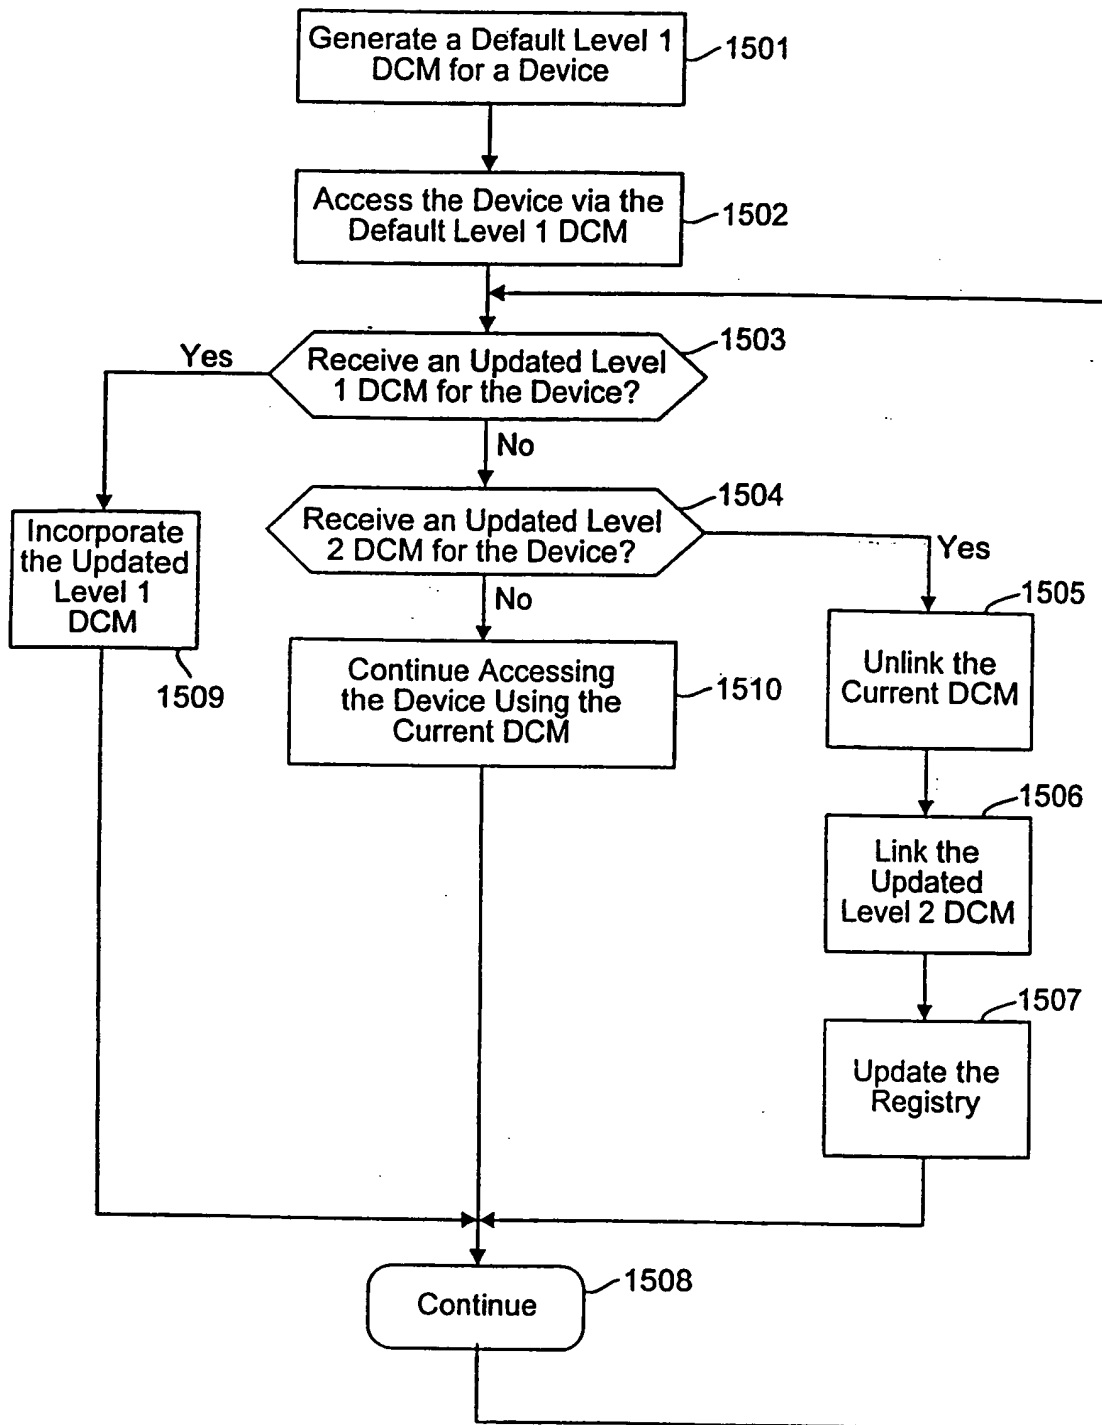 Generate a Default Level 1
DCM for a Device
1501
Access the Device via the
Default Level 1 DCM
1502
Receive an Updated Level
1 DCM for the Device?
1503
Yes
No
Receive an Updated Level
2 DCM for the Device?
1504
Yes
No
Incorporate
the Updated
Level 1
DCM
1509
Continue Accessing
the Device Using the
Current DCM
1510
Unlink the
Current DCM
1505
Link the
Updated
Level 2 DCM
1506
Update the
Registry
1507
Continue
1508